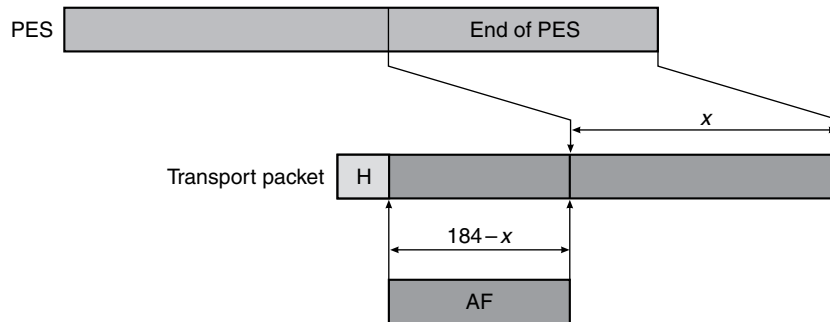 PES
End of PES
x
Transport packet
H
184–x
AF